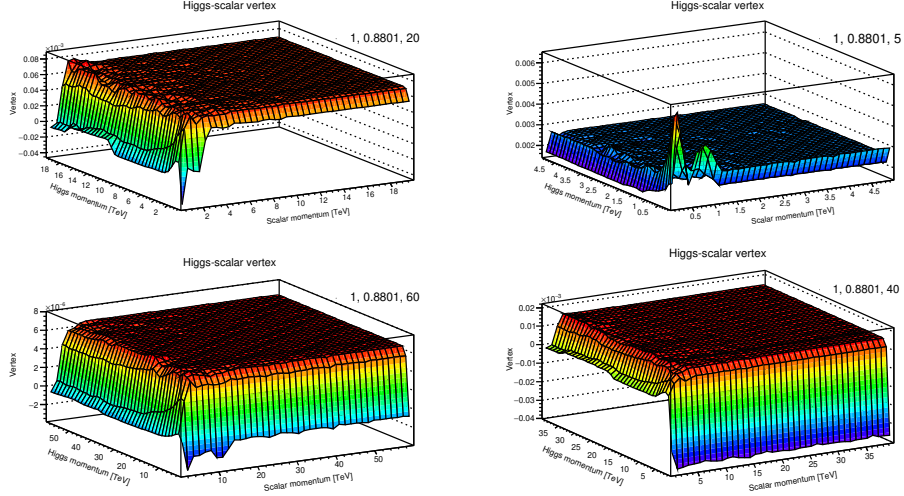 Higgs-scalar vertex
1, 0.8801, 20
×10⁻³
0.08
0.06
0.04
0.02
0
−0.02
−0.04
Vertex
18 16 14 12 10 8 6 4 2
Higgs momentum [TeV]
2 4 6 8 10 12 14 16 18
Scalar momentum [TeV]
Higgs-scalar vertex
1, 0.8801, 5
0.006
0.005
0.004
0.003
0.002
Vertex
4.5 4 3.5 3 2.5 2 1.5 1 0.5
Higgs momentum [TeV]
0.5 1 1.5 2 2.5 3 3.5 4 4.5
Scalar momentum [TeV]
Higgs-scalar vertex
1, 0.8801, 60
8
6
4
2
0
−2
Vertex
50 40 30 20 10
Higgs momentum [TeV]
10 20 30 40 50
Scalar momentum [TeV]
Higgs-scalar vertex
1, 0.8801, 40
×10⁻³
0.02
0.01
0
−0.01
−0.02
−0.03
−0.04
Vertex
35 30 25 20 15 10 5
Higgs momentum [TeV]
5 10 15 20 25 30 35
Scalar momentum [TeV]